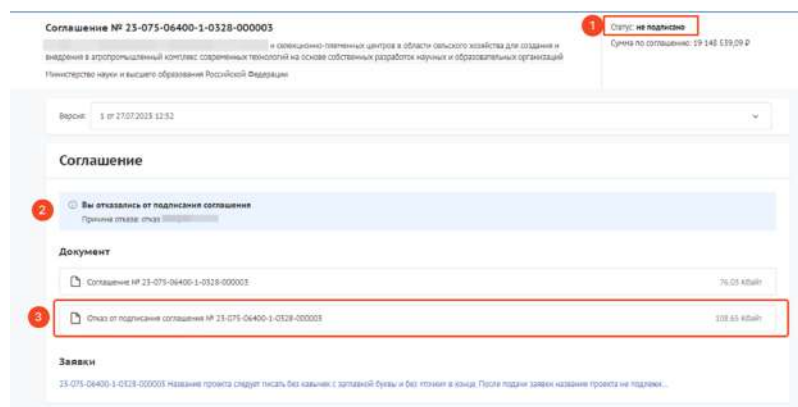 Соглашение № 23-075-06400-1-0328-000003
1
Статус: не подписано
Сумма по соглашению: 19 148 539,09 ₽
и селекционно-племенных центров в области сельского хозяйства для создания и
внедрения в агропромышленный комплекс современных технологий на основе собственных разработок научных и образовательных организаций
Министерство науки и высшего образования Российской Федерации
Версия: 1 от 27.07.2023 12:52
Соглашение
2
Вы отказались от подписания соглашения
Причина отказа: отказ
Документ
Соглашение № 23-075-06400-1-0328-000003 76.03 Кбайт
3
Отказ от подписания соглашения № 23-075-06400-1-0328-000003 108.65 Кбайт
Заявки
23-075-06400-1-0328-000003 Название проекта следует писать без кавычек с заглавной буквы и без «точки» в конце. После подачи заявки название проекта не подлежи...